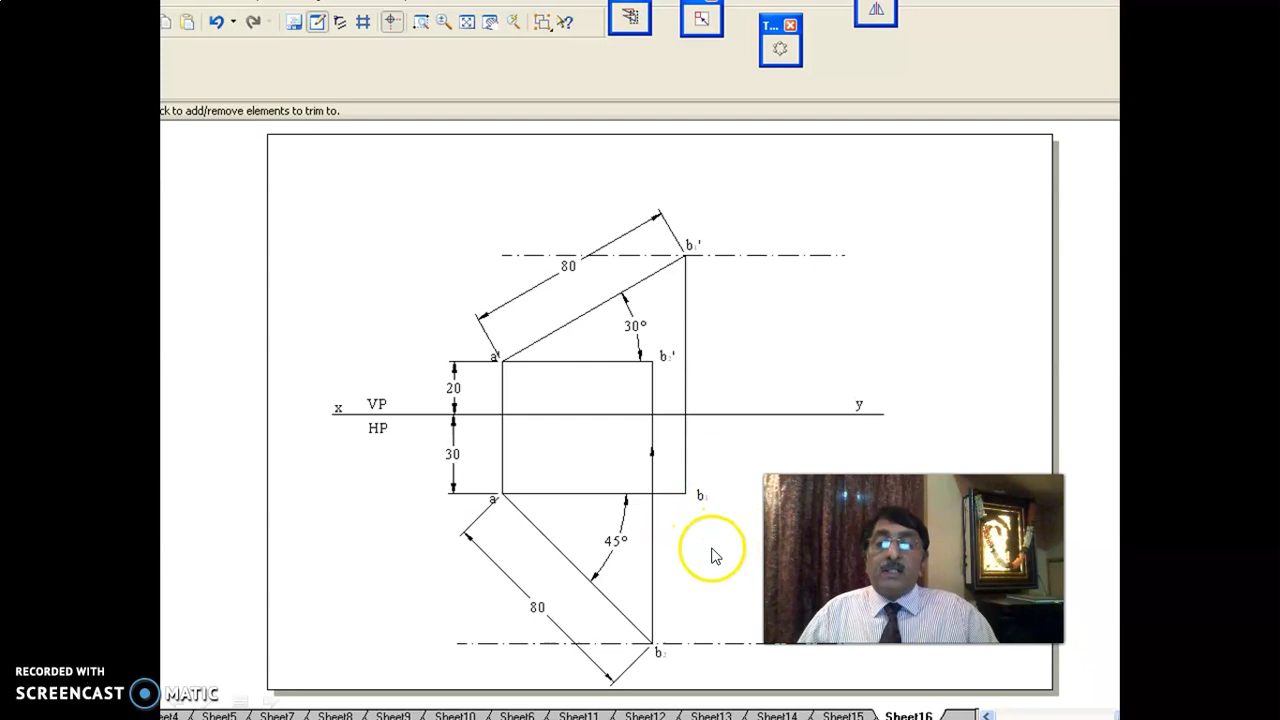 T...
ck to add/remove elements to trim to.
b₁'
80
30°
a'
b₂'
20
x VP
y
HP
30
a
b₁
45°
80
b₂
RECORDED WITH
SCREENCAST MATIC
et4 Sheet5 Sheet7 Sheet8 Sheet9 Sheet10 Sheet6 Sheet11 Sheet12 Sheet13 Sheet14 Sheet15 Sheet16